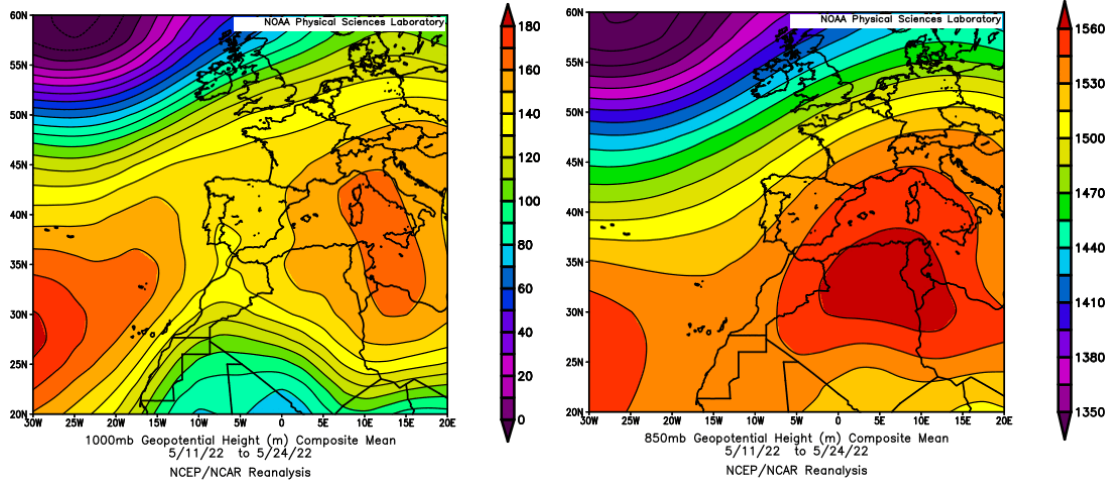 NOAA Physical Sciences Laboratory
60N
55N
50N
45N
40N
35N
30N
25N
20N
30W 25W 20W 15W 10W 5W 0 5E 10E 15E 20E
180
160
140
120
100
80
60
40
20
0
1000mb Geopotential Height (m) Composite Mean
5/11/22 to 5/24/22
NCEP/NCAR Reanalysis
NOAA Physical Sciences Laboratory
60N
55N
50N
45N
40N
35N
30N
25N
20N
30W 25W 20W 15W 10W 5W 0 5E 10E 15E 20E
1560
1530
1500
1470
1440
1410
1380
1350
850mb Geopotential Height (m) Composite Mean
5/11/22 to 5/24/22
NCEP/NCAR Reanalysis